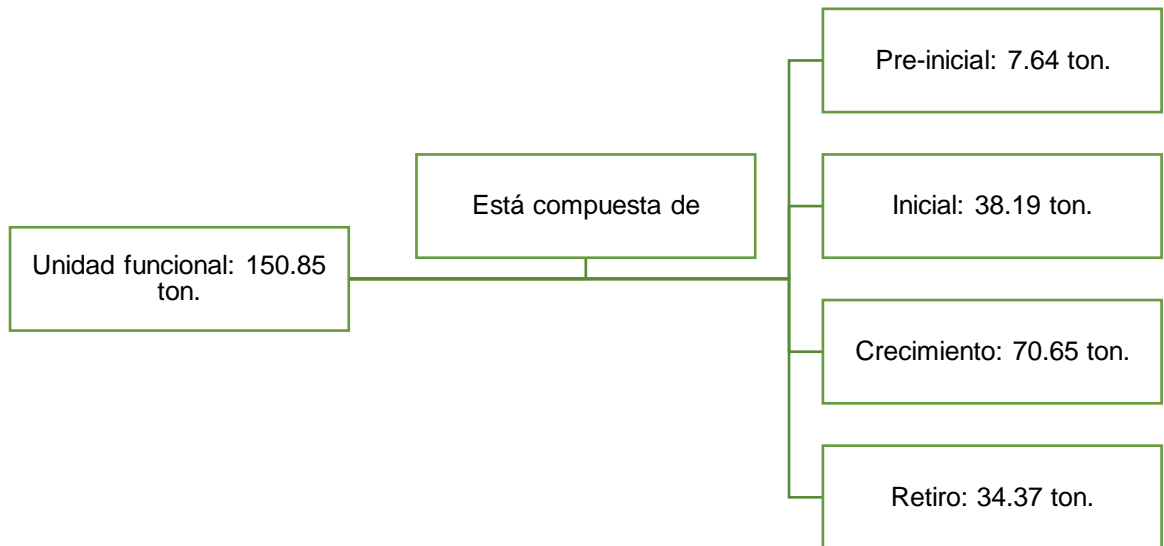 Unidad funcional: 150.85
ton.
Está compuesta de
Pre-inicial: 7.64 ton.
Inicial: 38.19 ton.
Crecimiento: 70.65 ton.
Retiro: 34.37 ton.